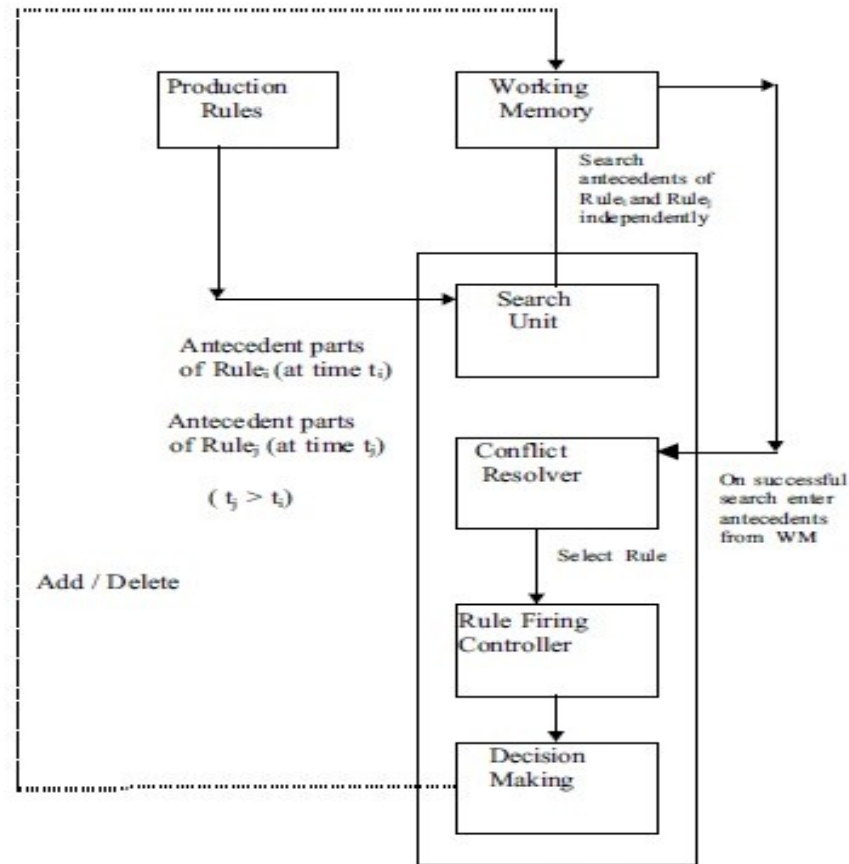 Production
Rules
Working
Memory
Search
antecedents of
Ruleᵢ and Ruleⱼ
independently
Search
Unit
Antecedent parts
of Ruleᵢ (at time tᵢ)
Antecedent parts
of Ruleⱼ (at time tⱼ)
( tⱼ > tᵢ)
Conflict
Resolver
On successful
search enter
antecedents
from WM
Select Rule
Add / Delete
Rule Firing
Controller
Decision
Making